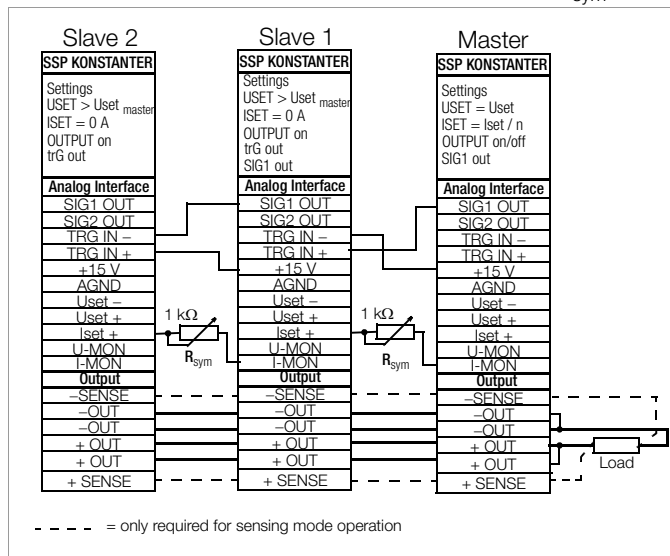 sym
Slave 2
SSP KONSTANTER
Settings
USET > Uset master
ISET = 0 A
OUTPUT on
trG out
Analog Interface
SIG1 OUT
SIG2 OUT
TRG IN –
TRG IN +
+15 V
AGND
Uset –
Uset +
Iset +
U-MON
I-MON
Output
–SENSE
–OUT
–OUT
+ OUT
+ OUT
+ SENSE
1 kΩ
Rsym
Slave 1
SSP KONSTANTER
Settings
USET > Uset master
ISET = 0 A
OUTPUT on
trG out
SIG1 out
Analog Interface
SIG1 OUT
SIG2 OUT
TRG IN –
TRG IN +
+15 V
AGND
Uset –
Uset +
Iset +
U-MON
I-MON
Output
–SENSE
–OUT
–OUT
+ OUT
+ OUT
+ SENSE
1 kΩ
Rsym
Master
SSP KONSTANTER
Settings
USET = Uset
ISET = Iset / n
OUTPUT on/off
SIG1 out
Analog Interface
SIG1 OUT
SIG2 OUT
TRG IN –
TRG IN +
+15 V
AGND
Uset –
Uset +
Iset +
U-MON
I-MON
Output
–SENSE
–OUT
–OUT
+ OUT
+ OUT
+ SENSE
Load
= only required for sensing mode operation